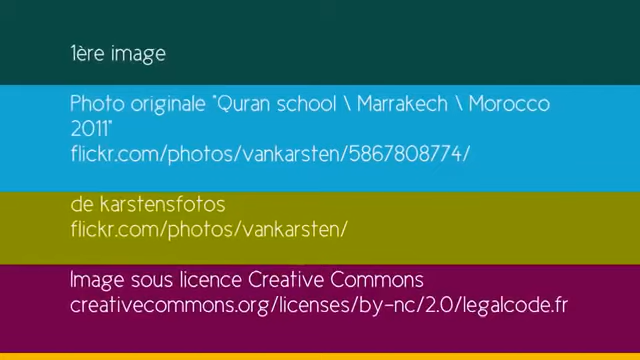 1ère image
Photo originale "Quran school \ Marrakech \ Morocco
2011"
flickr.com/photos/vankarsten/5867808774/
de karstensfotos
flickr.com/photos/vankarsten/
Image sous licence Creative Commons
creativecommons.org/licenses/by-nc/2.0/legalcode.fr